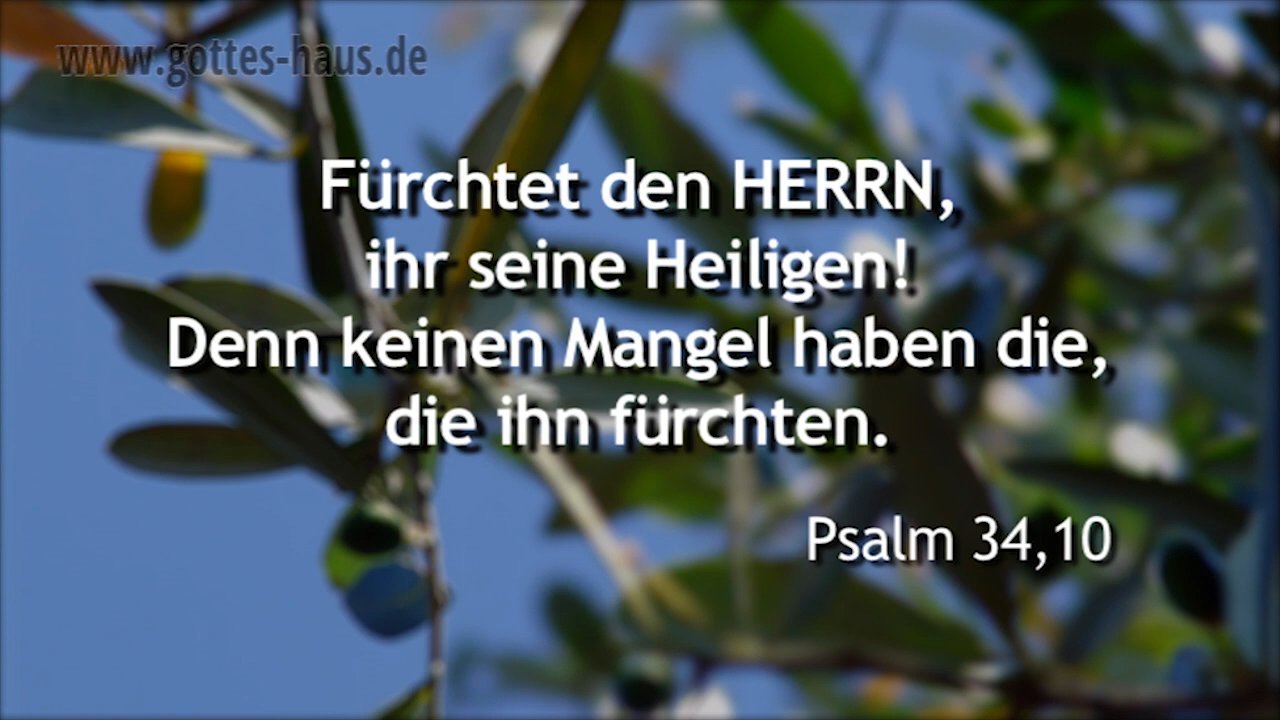 www.gottes-haus.de
Fürchtet den HERRN,
ihr seine Heiligen!
Denn keinen Mangel haben die,
die ihn fürchten.
Psalm 34,10